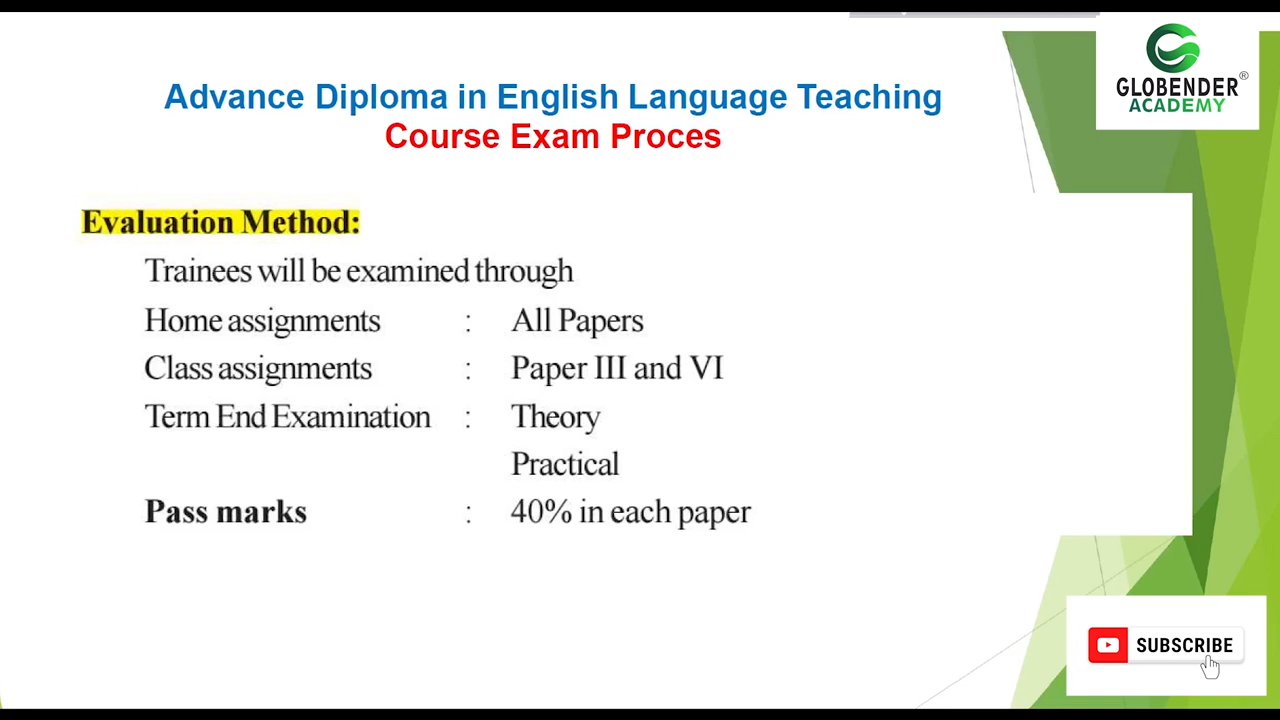 Advance Diploma in English Language Teaching
Course Exam Proces
GLOBENDER®
ACADEMY
Evaluation Method:
Trainees will be examined through
Home assignments : All Papers
Class assignments : Paper III and VI
Term End Examination : Theory
Practical
Pass marks : 40% in each paper
SUBSCRIBE